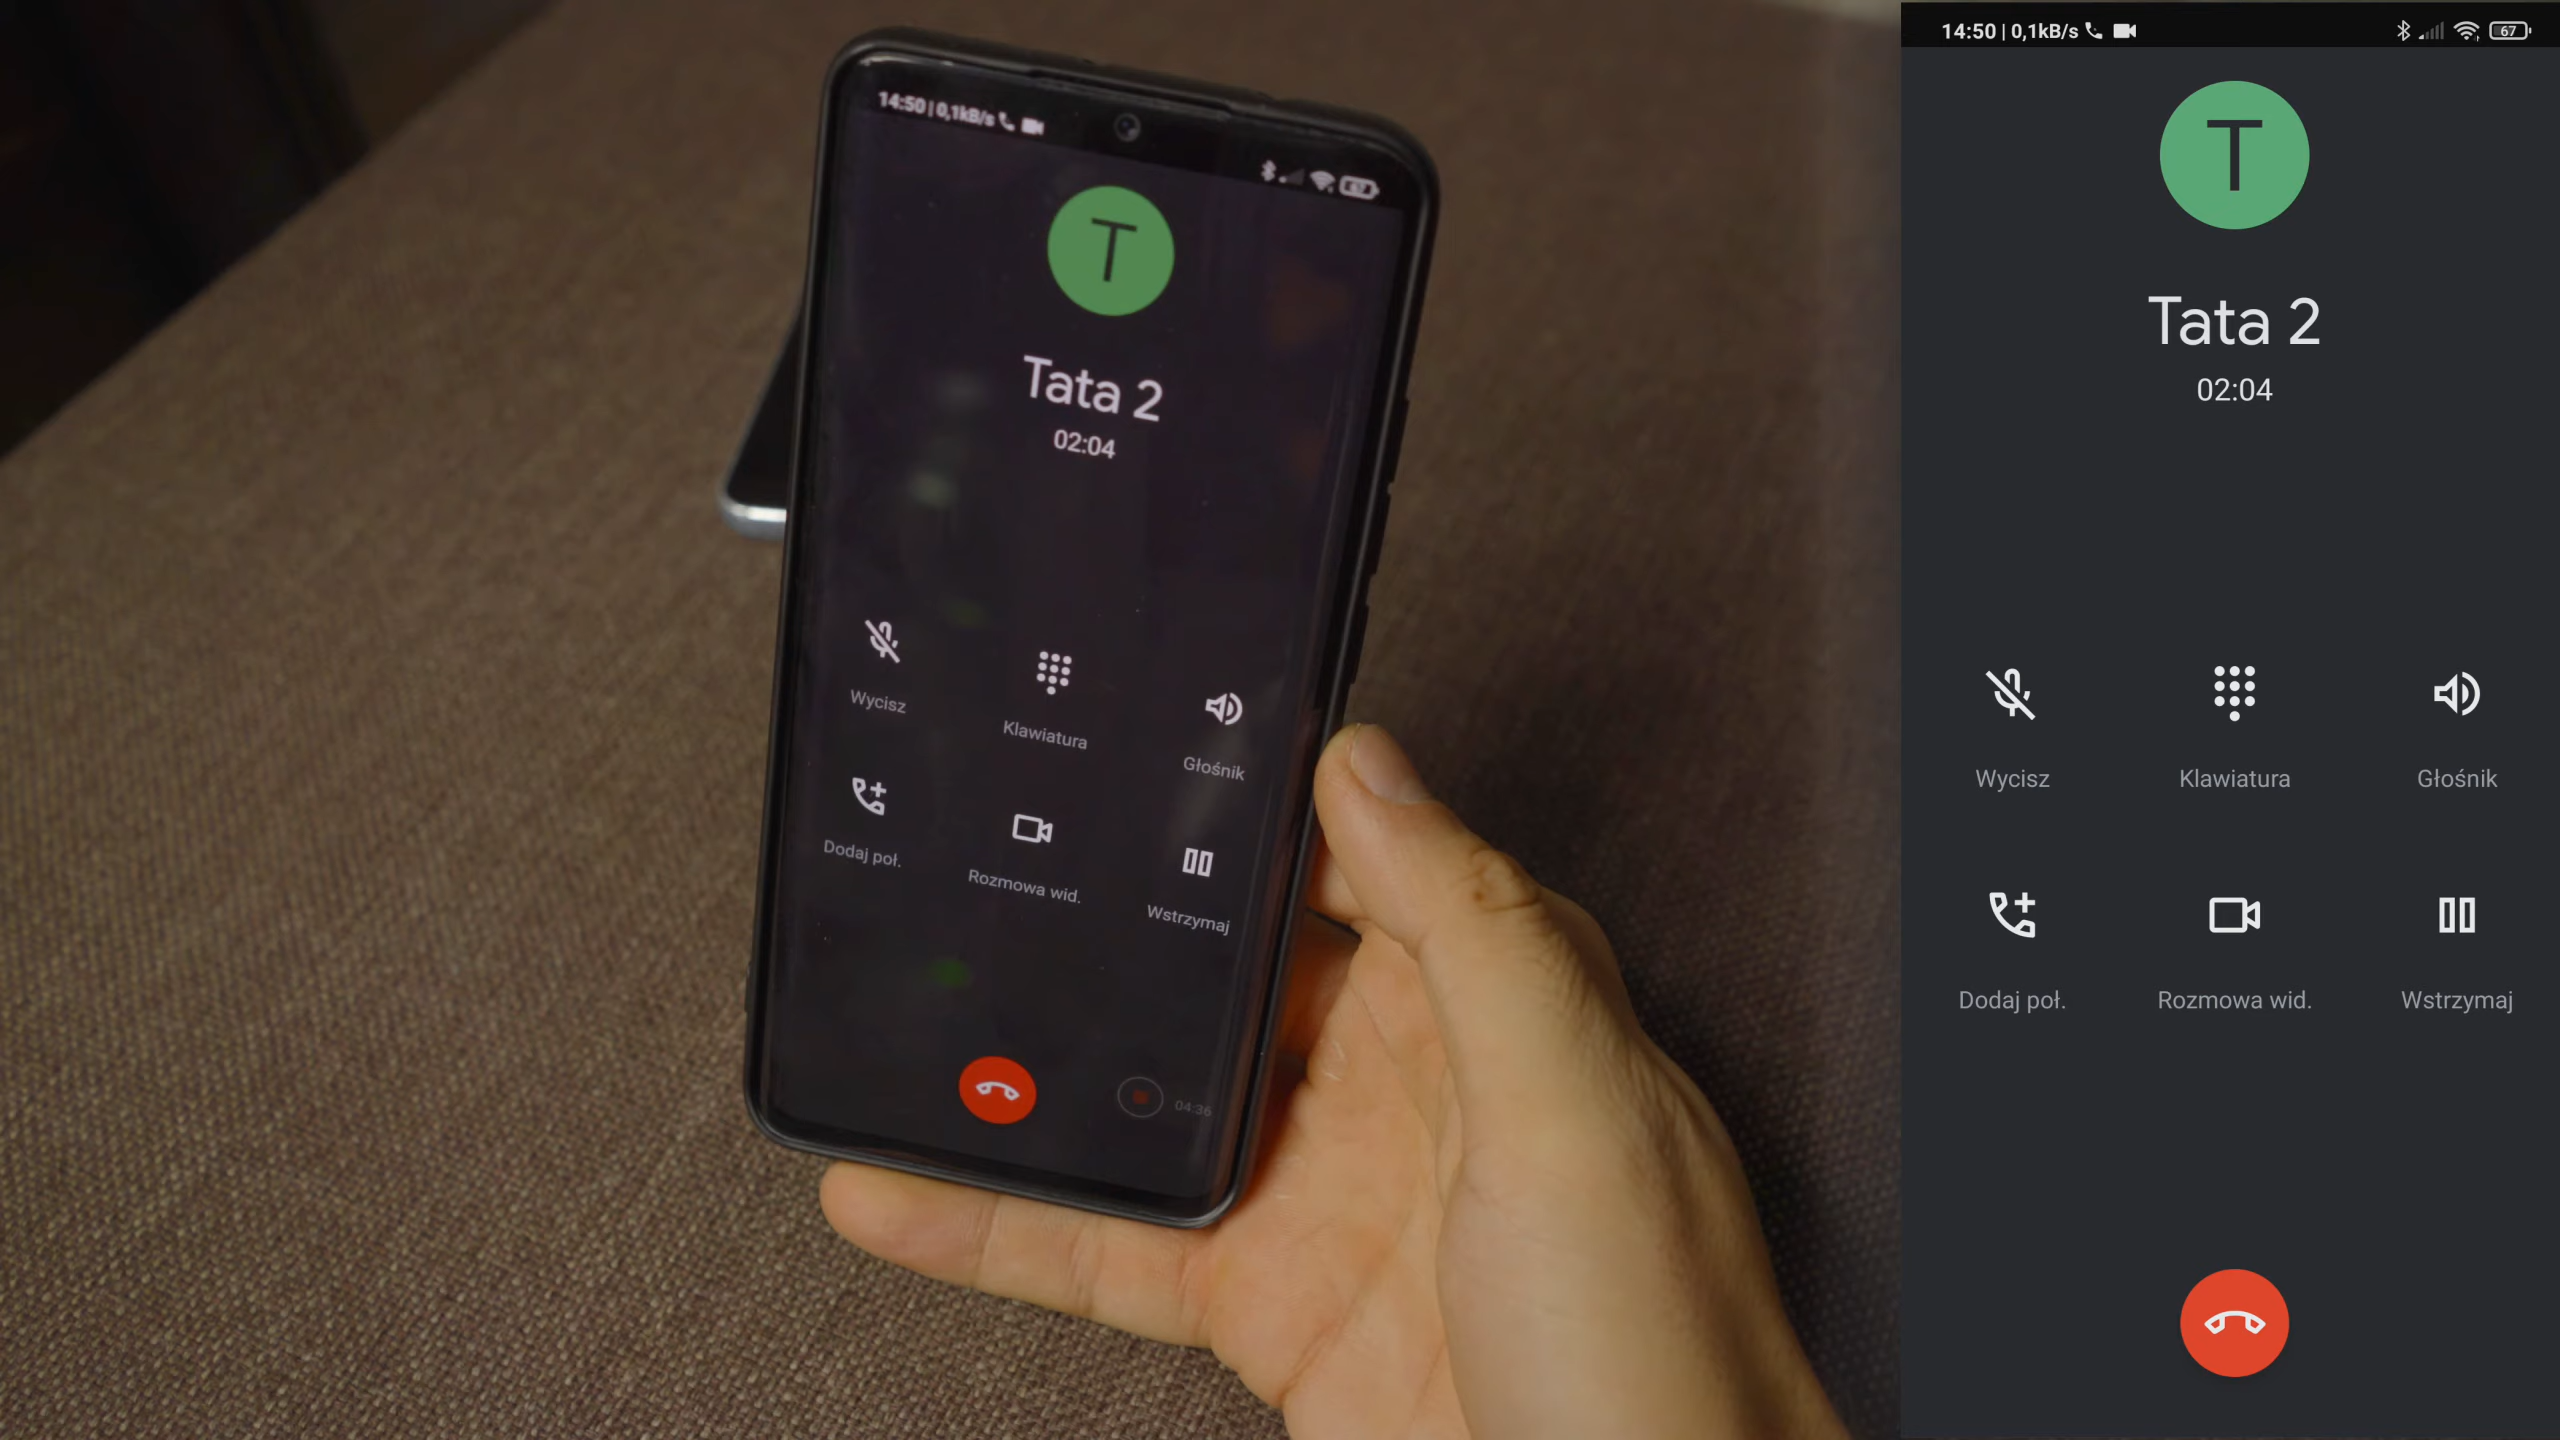 14:50 | 0,1kB/s
67
T
Tata 2
02:04
Wycisz
Klawiatura
Głośnik
Dodaj poł.
Rozmowa wid.
Wstrzymaj
04:36
14:50 | 0,1kB/s
67
T
Tata 2
02:04
Wycisz
Klawiatura
Głośnik
Dodaj poł.
Rozmowa wid.
Wstrzymaj